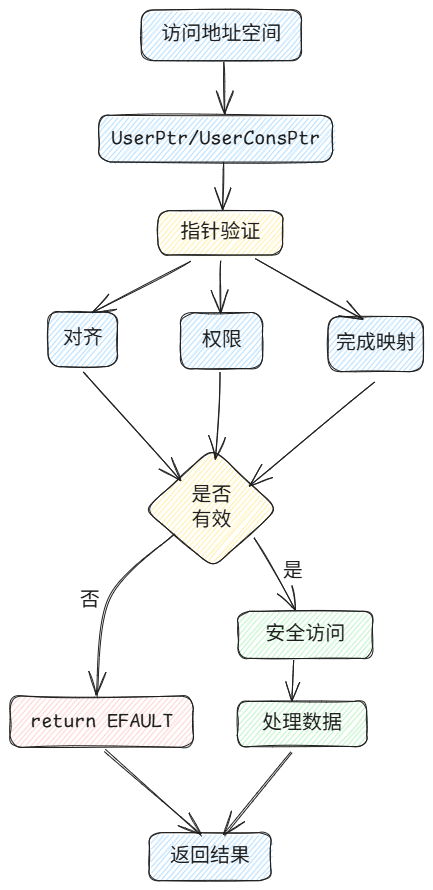 访问地址空间
UserPtr/UserConsPtr
指针验证
对齐
权限
完成映射
是否
有效
否
是
安全访问
return EFAULT
处理数据
返回结果